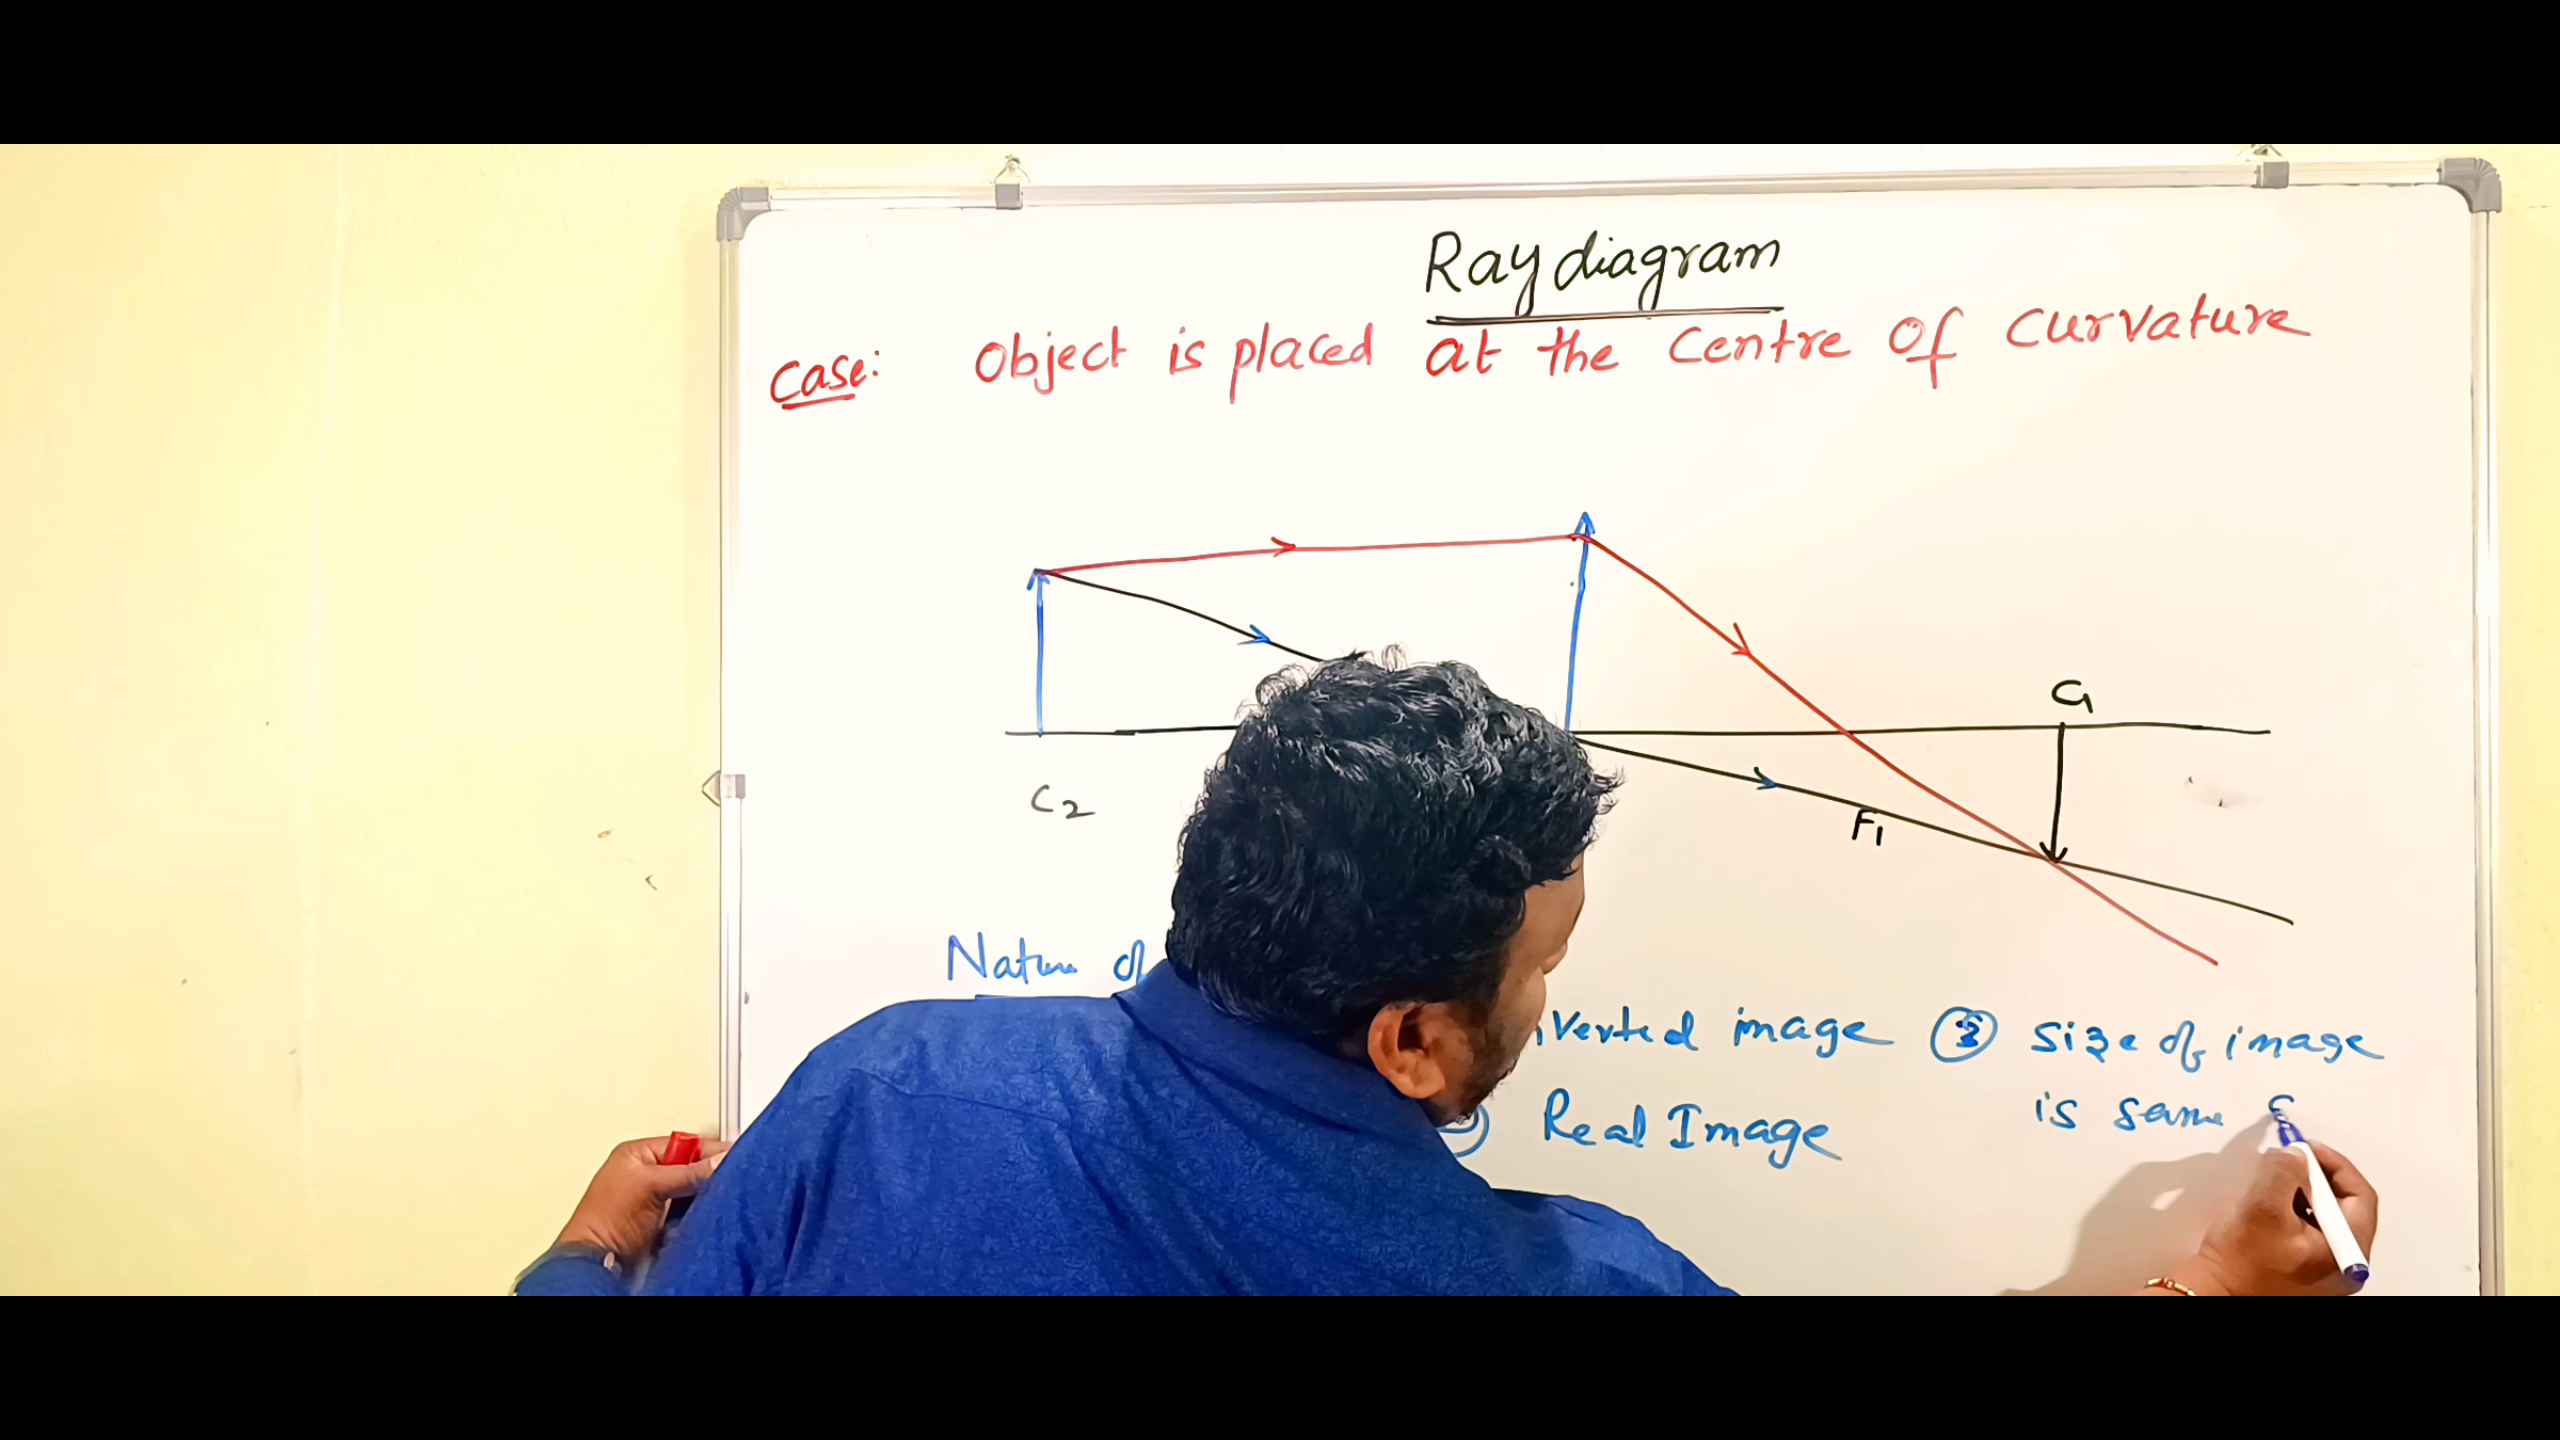 Ray diagram
Case: Object is placed at the Centre Of Curvature
C1
C2
F1
Nature of
nverted image ③ Size of image
Real Image is same